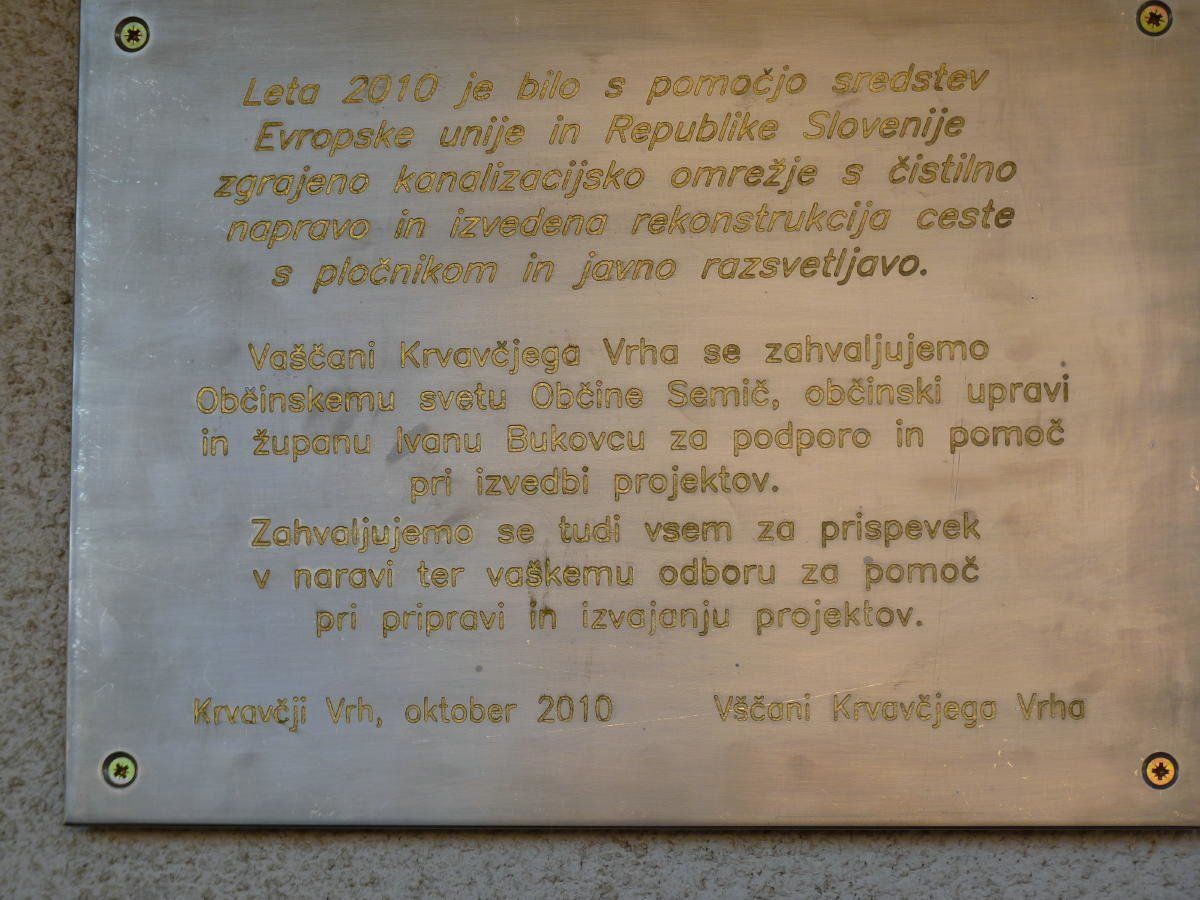 Leta 2010 je bilo s pomočjo sredstev
Evropske unije in Republike Slovenije
zgrajeno kanalizacijsko omrežje s čistilno
napravo in izvedena rekonstrukcija ceste
s pločnikom in javno razsvetljavo.
Vaščani Krvavčjega Vrha se zahvaljujemo
Občinskemu svetu Občine Semič, občinski upravi
in županu Ivanu Bukovcu za podporo in pomoč
pri izvedbi projektov.
Zahvaljujemo se tudi vsem za prispevek
v naravi ter vaškemu odboru za pomoč
pri pripravi in izvajanju projektov.
Krvavčji Vrh, oktober 2010 Vščani Krvavčjega Vrha